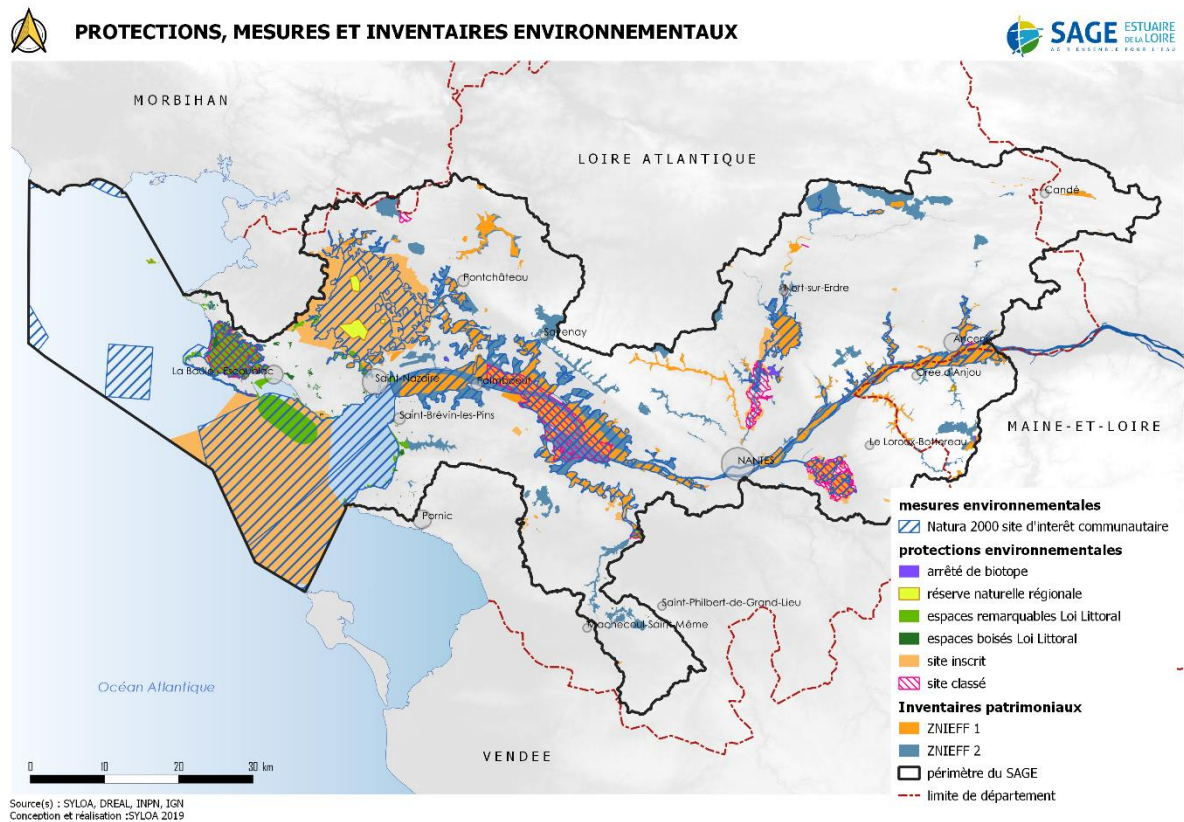 PROTECTIONS, MESURES ET INVENTAIRES ENVIRONNEMENTAUX
SAGE ESTUAIRE DE LA LOIRE
AGIR ENSEMBLE POUR L'EAU
MORBIHAN
LOIRE ATLANTIQUE
Candé
Pontchâteau
Nort-sur-Erdre
Savenay
Ancenis
La Baule - Escoublac
Saint-Nazaire
Paimboeuf
Orée d'Anjou
Saint-Brévin-les-Pins
MAINE-ET-LOIRE
Le Loroux-Bottereau
NANTES
Pornic
Saint-Philbert-de-Grand-Lieu
Machecoul-Saint-Même
Océan Atlantique
VENDEE
mesures environnementales
Natura 2000 site d'interêt communautaire
protections environnementales
arrêté de biotope
réserve naturelle régionale
espaces remarquables Loi Littoral
espaces boisés Loi Littoral
site inscrit
site classé
Inventaires patrimoniaux
ZNIEFF 1
ZNIEFF 2
périmètre du SAGE
limite de département
0 10 20 30 km
Source(s) : SYLOA, DREAL, INPN, IGN
Conception et réalisation :SYLOA 2019